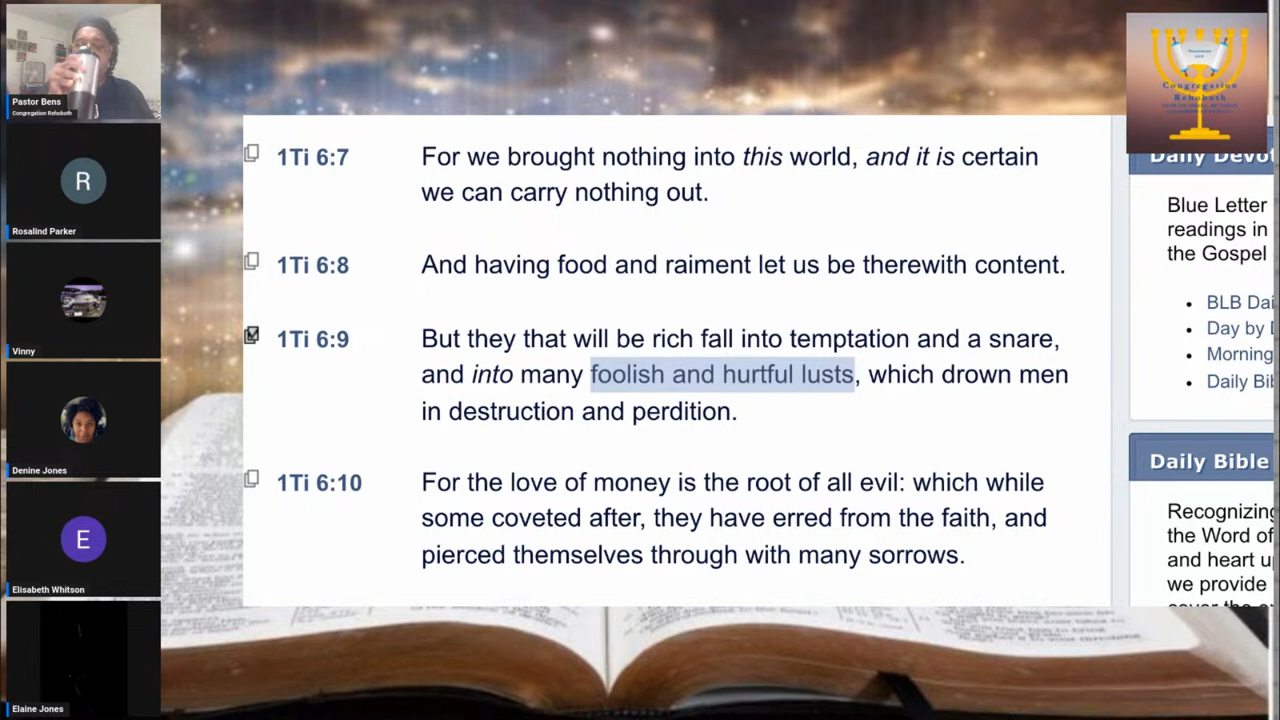 Pastor Bens
Congregation Rehoboth
R
Rosalind Parker
Vinny
Denine Jones
E
Elisabeth Whitson
Elaine Jones
1Ti 6:7 For we brought nothing into this world, and it is certain
we can carry nothing out.
1Ti 6:8 And having food and raiment let us be therewith content.
1Ti 6:9 But they that will be rich fall into temptation and a snare,
and into many foolish and hurtful lusts, which drown men
in destruction and perdition.
1Ti 6:10 For the love of money is the root of all evil: which while
some coveted after, they have erred from the faith, and
pierced themselves through with many sorrows.
Congregation
Rehoboth
Daily Devot
Blue Letter
readings in
the Gospel
BLB Dai
Day by D
Morning
Daily Bib
Daily Bible
Recognizing
the Word of
and heart u
we provide